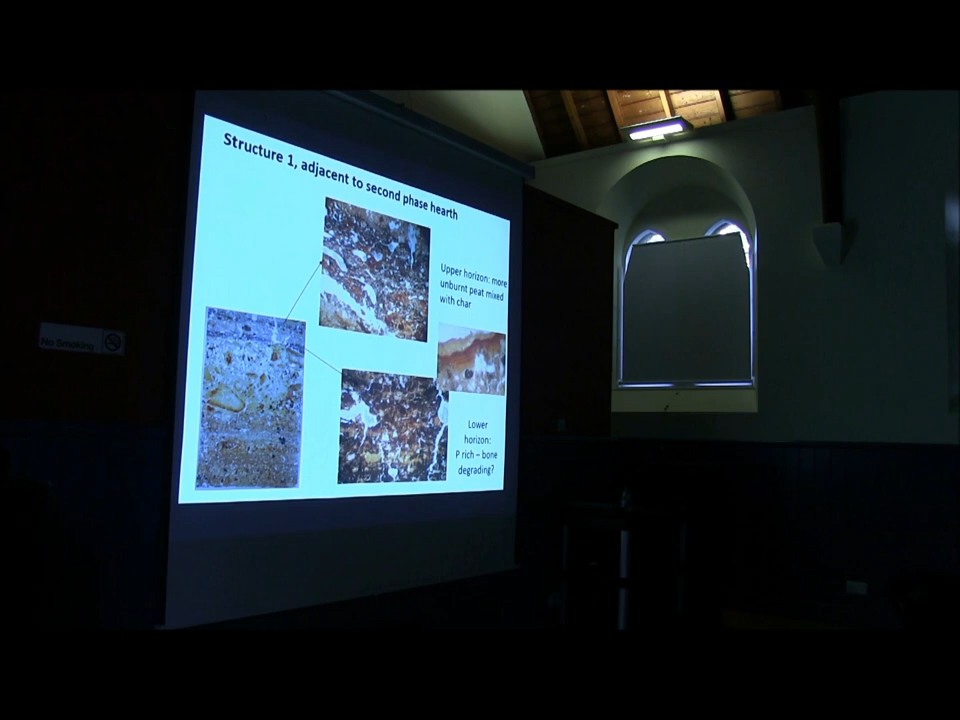 Structure 1, adjacent to second phase hearth
Upper horizon: more
unburnt peat mixed
with char
Lower
horizon:
P rich – bone
degrading?
No Smoking